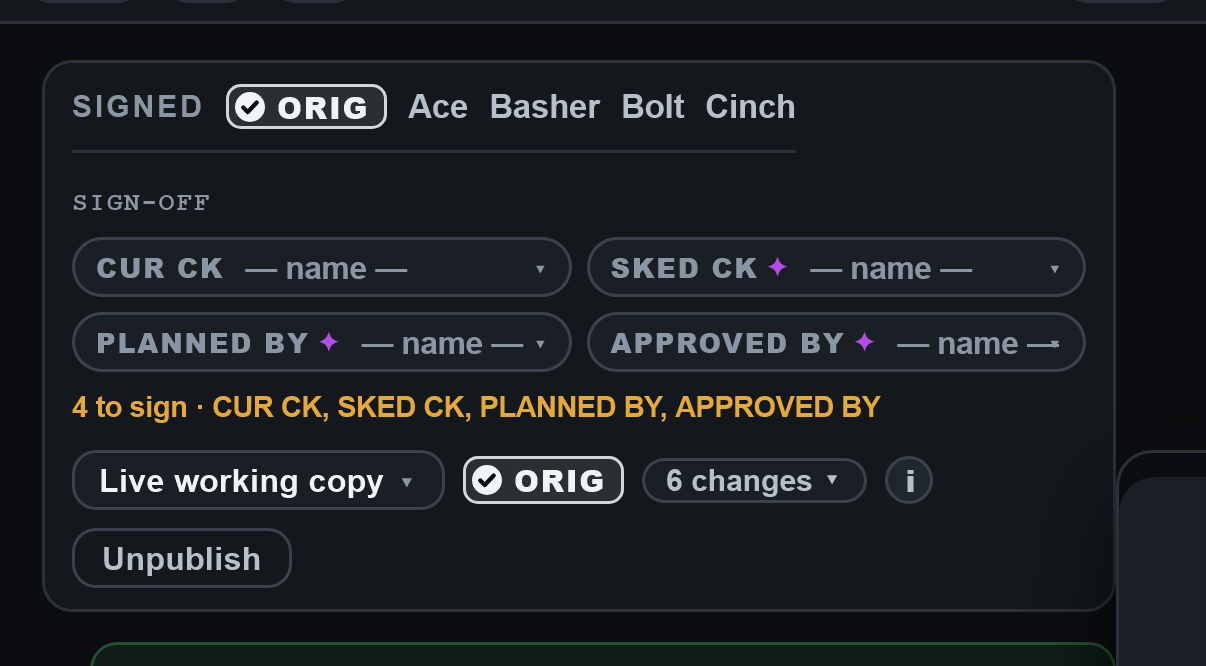 SIGNED ORIG Ace Basher Bolt Cinch
SIGN-OFF
CUR CK — name — SKED CK — name —
PLANNED BY — name — APPROVED BY — name —
4 to sign · CUR CK, SKED CK, PLANNED BY, APPROVED BY
Live working copy ORIG 6 changes i
Unpublish